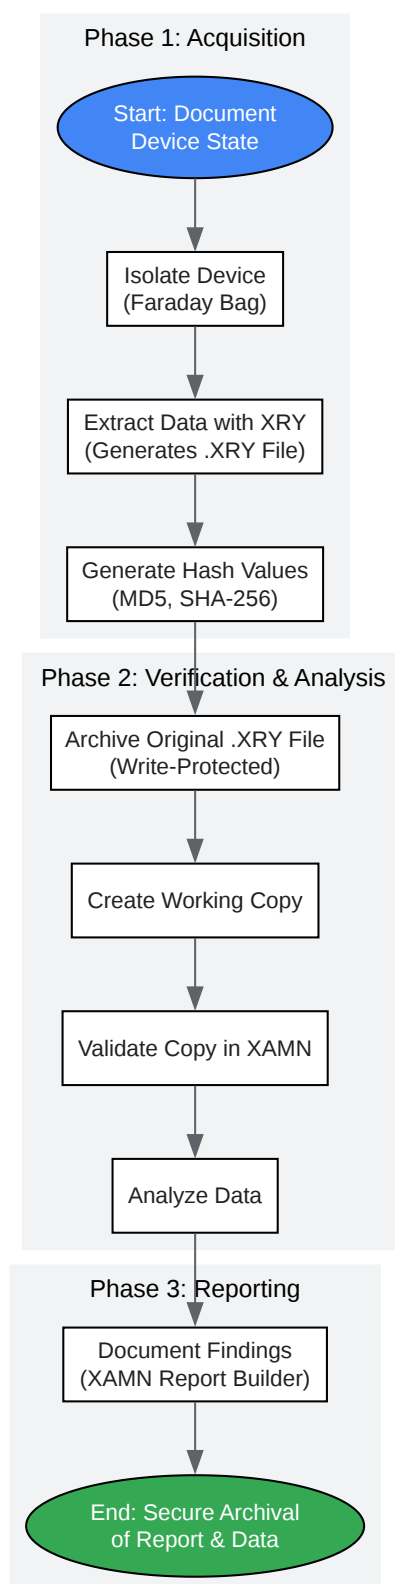 Phase 1: Acquisition
Start: Document
Device State
Isolate Device
(Faraday Bag)
Extract Data with XRY
(Generates .XRY File)
Generate Hash Values
(MD5, SHA-256)
Phase 2: Verification & Analysis
Archive Original .XRY File
(Write-Protected)
Create Working Copy
Validate Copy in XAMN
Analyze Data
Phase 3: Reporting
Document Findings
(XAMN Report Builder)
End: Secure Archival
of Report & Data